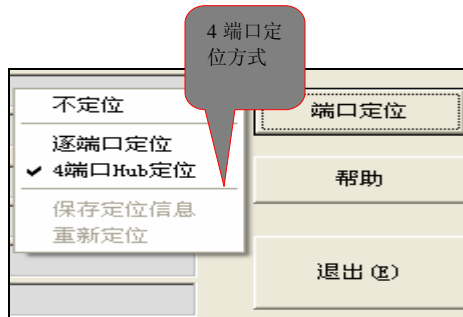 4 端口定
位方式
不定位
逐端口定位
✔ 4端口Hub定位
保存定位信息
重新定位
端口定位
帮助
退出(E)